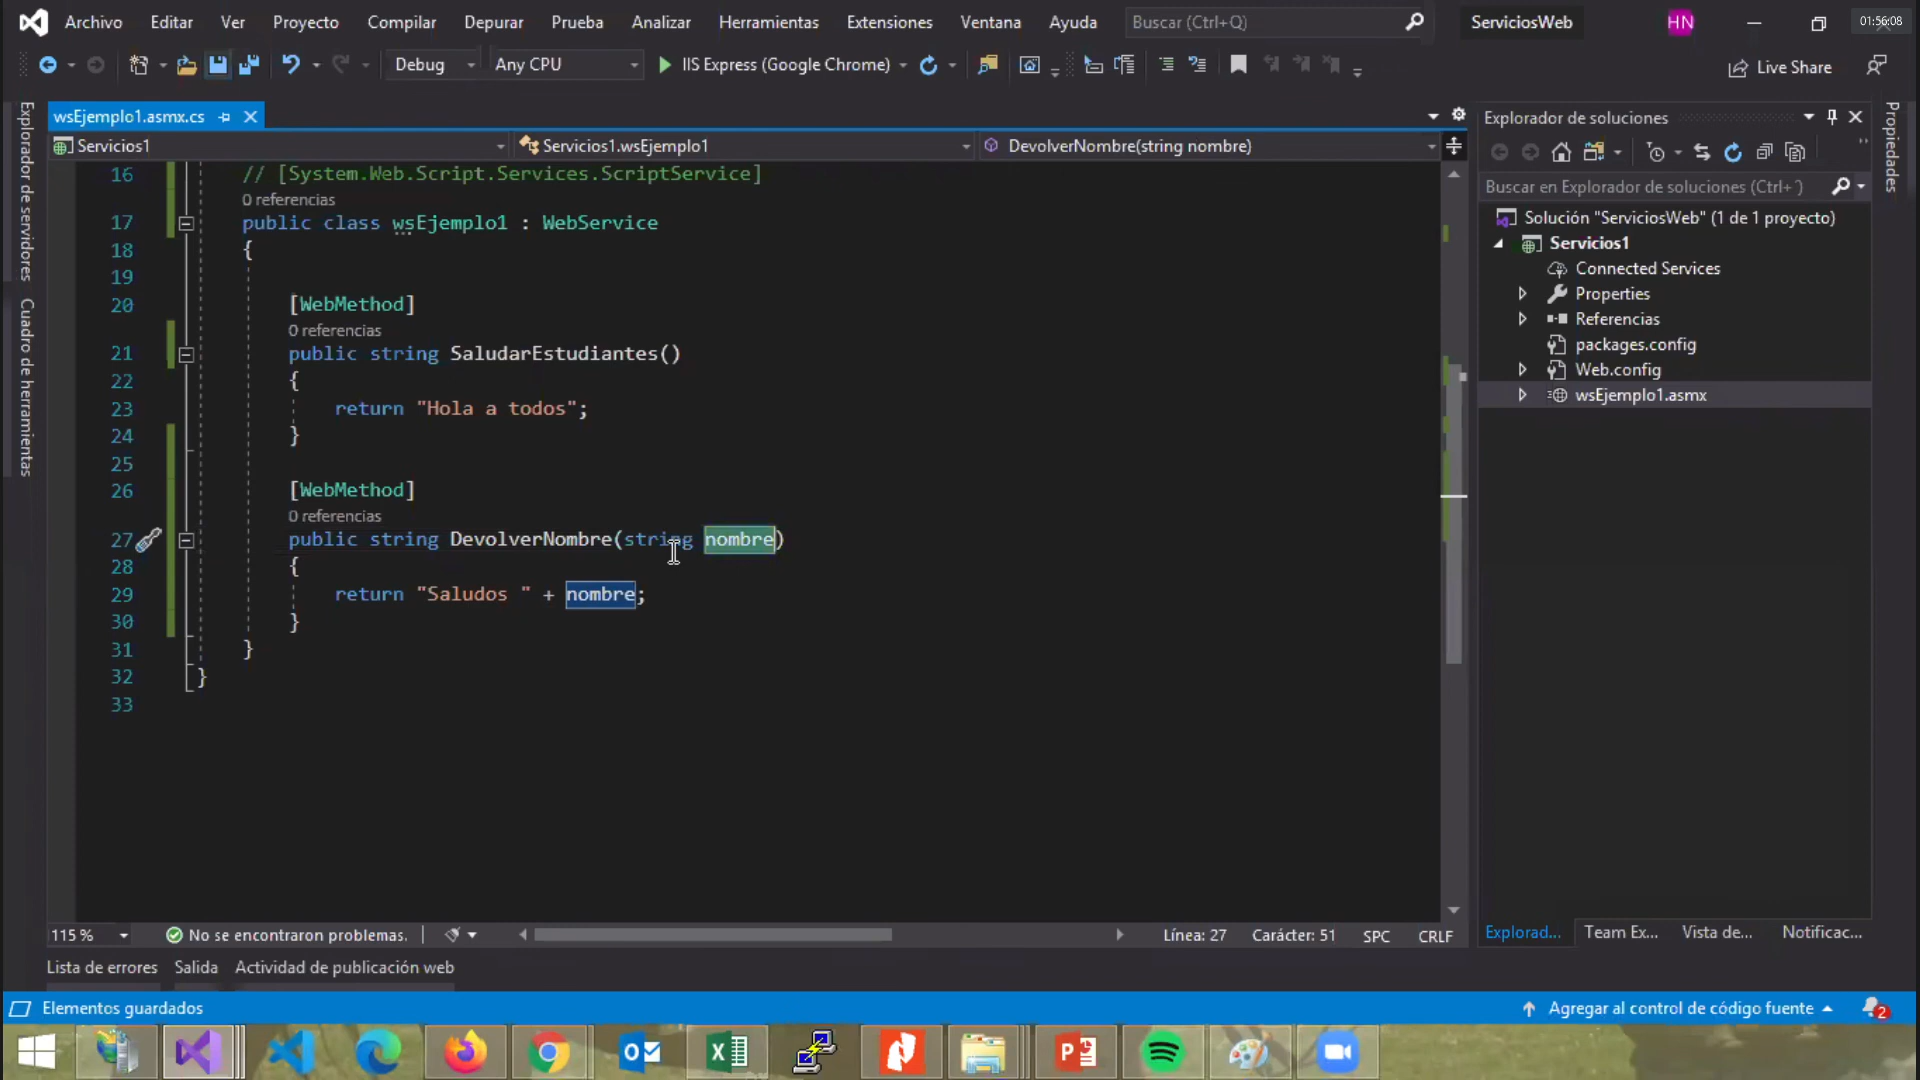 Archivo Editar Ver Proyecto Compilar Depurar Prueba Analizar Herramientas Extensiones Ventana Ayuda Buscar (Ctrl+Q) ServiciosWeb HN 01:56:08
Debug Any CPU IIS Express (Google Chrome) Live Share
Explorador de servidores
Cuadro de herramientas
wsEjemplo1.asmx.cs
Servicios1 Servicios1.wsEjemplo1 DevolverNombre(string nombre)
16 // [System.Web.Script.Services.ScriptService]
0 referencias
17 public class wsEjemplo1 : WebService
18 {
19
20 [WebMethod]
0 referencias
21 public string SaludarEstudiantes()
22 {
23 return "Hola a todos";
24 }
25
26 [WebMethod]
0 referencias
27 public string DevolverNombre(string nombre)
28 {
29 return "Saludos " + nombre;
30 }
31 }
32 }
33
115 % No se encontraron problemas. Línea: 27 Carácter: 51 SPC CRLF
Explorador de soluciones
Buscar en Explorador de soluciones (Ctrl+ )
Solución "ServiciosWeb" (1 de 1 proyecto)
Servicios1
Connected Services
Properties
Referencias
packages.config
Web.config
wsEjemplo1.asmx
Explorad... Team Ex... Vista de... Notificac...
Propiedades
Lista de errores Salida Actividad de publicación web
Elementos guardados Agregar al control de código fuente 2